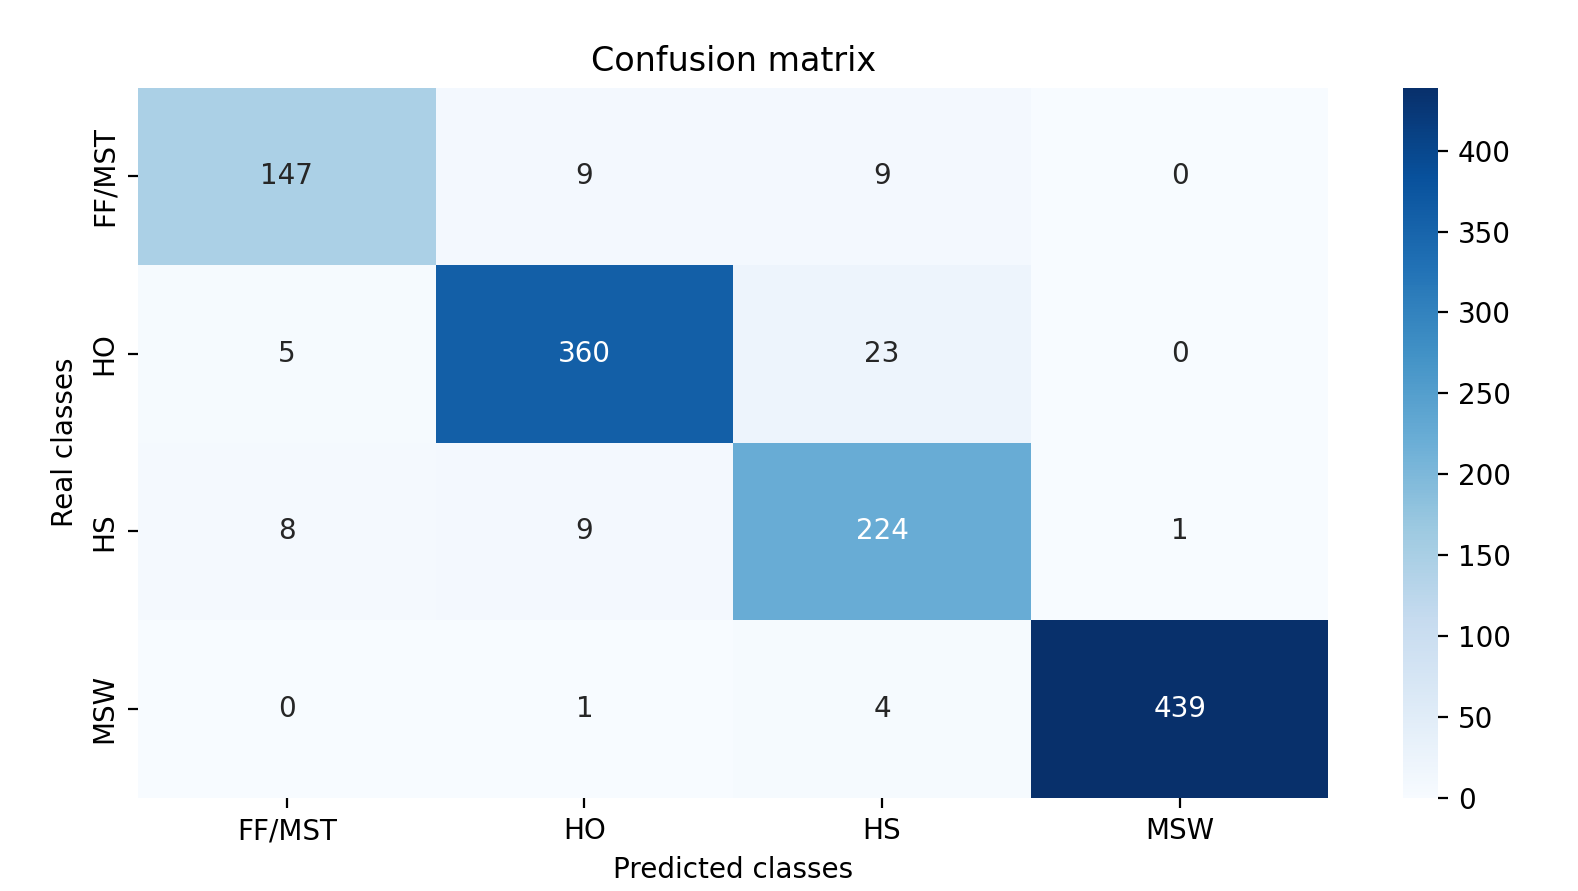 Confusion matrix
FF/MST 147 9 9 0
HO 5 360 23 0
HS 8 9 224 1
MSW 0 1 4 439
Real classes
FF/MST HO HS MSW
Predicted classes
400
350
300
250
200
150
100
50
0